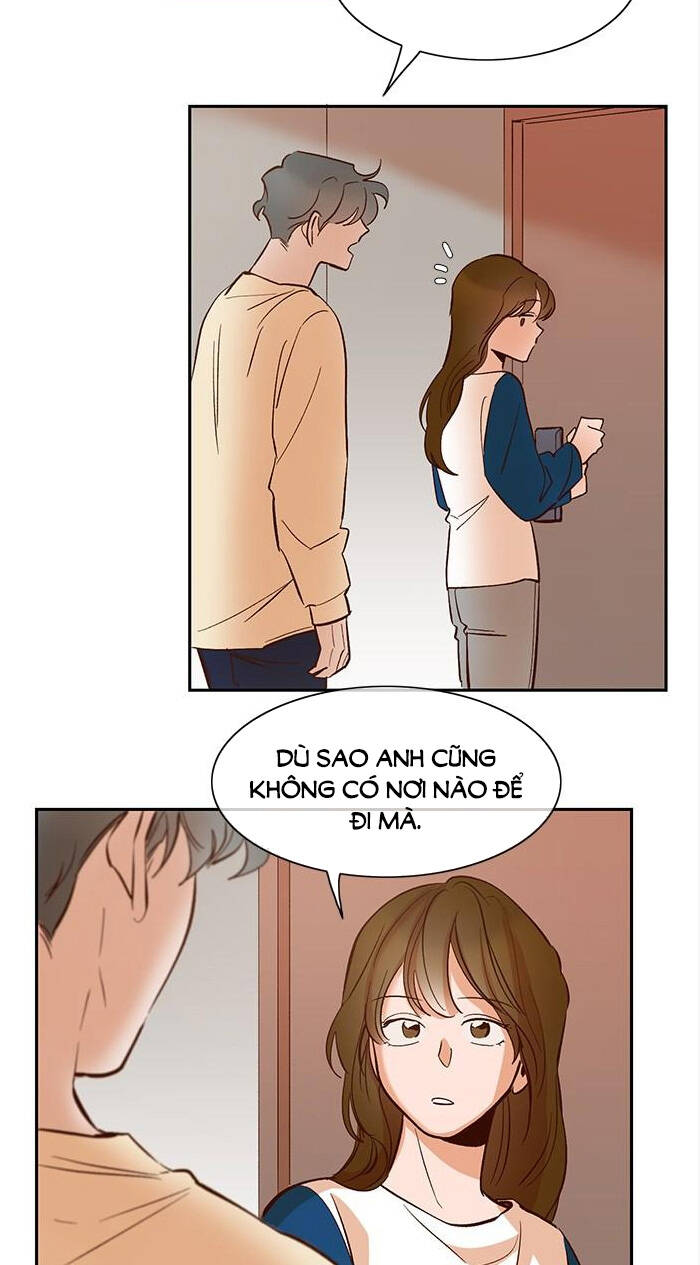 DÙ SAO ANH CŨNG
KHÔNG CÓ NƠI NÀO ĐỂ
ĐI MÀ.